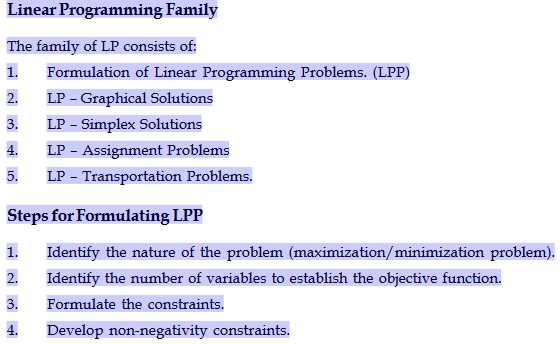 Linear Programming Family
The family of LP consists of:
1. Formulation of Linear Programming Problems. (LPP)
2. LP – Graphical Solutions
3. LP – Simplex Solutions
4. LP – Assignment Problems
5. LP – Transportation Problems.
Steps for Formulating LPP
1. Identify the nature of the problem (maximization/minimization problem).
2. Identify the number of variables to establish the objective function.
3. Formulate the constraints.
4. Develop non-negativity constraints.